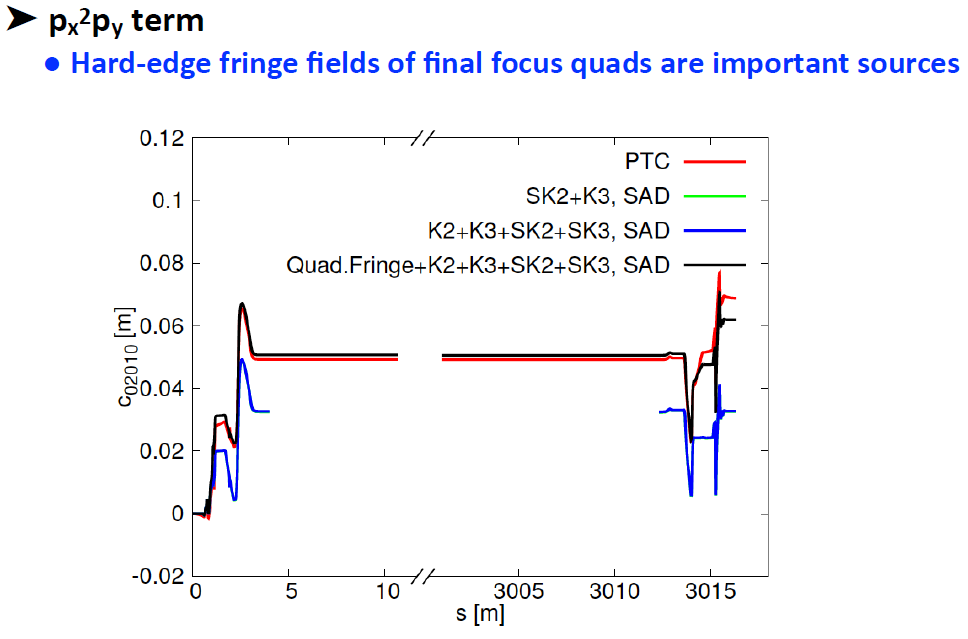 ➤ pₓ²pᵧ term
● Hard-edge fringe fields of final focus quads are important sources
0.12
0.1
0.08
0.06
0.04
0.02
0
-0.02
c₀₂₀₁₀ [m]
PTC
SK2+K3, SAD
K2+K3+SK2+SK3, SAD
Quad.Fringe+K2+K3+SK2+SK3, SAD
0 5 10 3005 3010 3015
s [m]